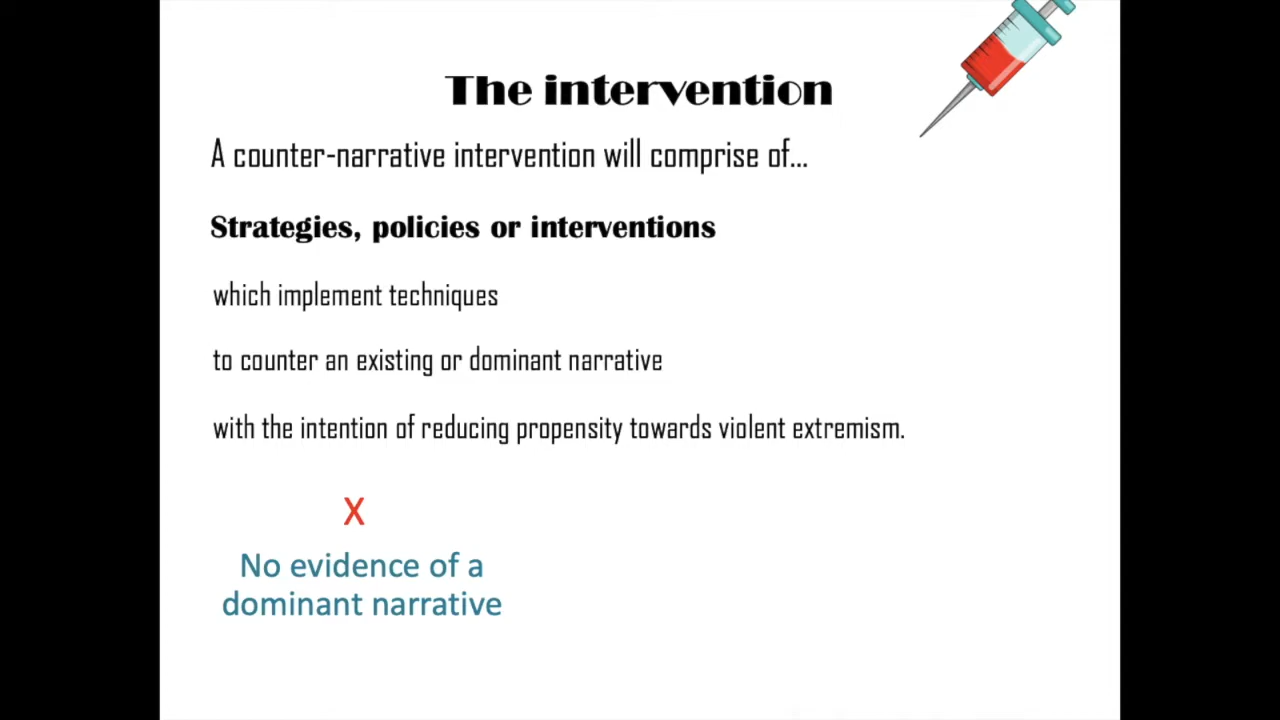 The intervention
A counter-narrative intervention will comprise of...
Strategies, policies or interventions
which implement techniques
to counter an existing or dominant narrative
with the intention of reducing propensity towards violent extremism.
X
No evidence of a
dominant narrative